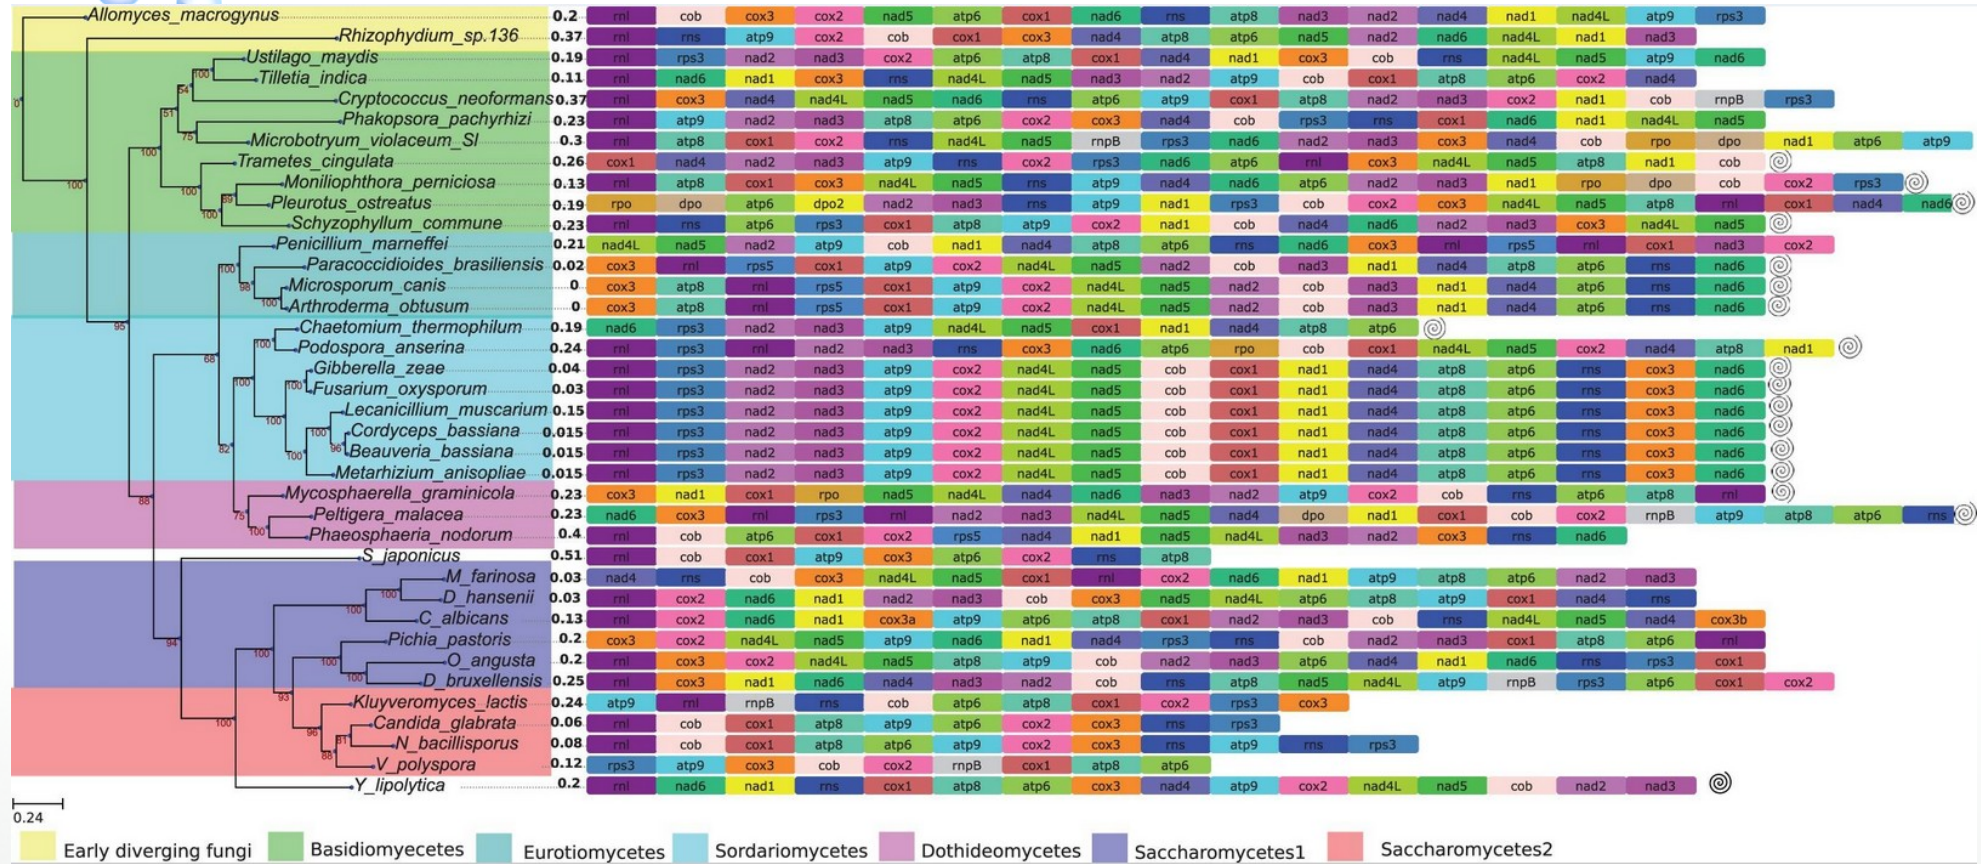 Allomyces_macrogynus 0.2 rnl cob cox3 cox2 nad5 atp6 cox1 nad6 rns atp8 nad3 nad2 nad4 nad1 nad4L atp9 rps3
Rhizophydium_sp.136 0.37 rnl rns atp9 cox2 cob cox1 cox3 nad4 atp8 atp6 nad5 nad2 nad6 nad4L nad1 nad3
Ustilago_maydis 0.19 rnl rps3 nad2 nad3 cox2 atp6 atp8 cox1 nad4 nad1 cox3 cob rns nad4L nad5 atp9 nad6
Tilletia_indica 0.11 rnl nad6 nad1 cox3 rns nad4L nad5 nad3 nad2 atp9 cob cox1 atp8 atp6 cox2 nad4
Cryptococcus_neoformans 0.37 rnl cox3 nad4 nad4L nad5 nad6 rns atp6 atp9 cox1 atp8 nad2 nad3 cox2 nad1 cob rnpB rps3
Phakopsora_pachyrhizi 0.23 rnl atp9 nad2 nad3 atp8 atp6 cox2 cox3 nad4 cob rps3 rns cox1 nad6 nad1 nad4L nad5
Microbotryum_violaceum_SI 0.3 rnl atp8 cox1 cox2 rns nad4L nad5 rnpB rps3 nad6 nad2 nad3 cox3 nad4 cob rpo dpo nad1 atp6 atp9
Trametes_cingulata 0.26 cox1 nad4 nad2 nad3 atp9 rns cox2 rps3 nad6 atp6 rnl cox3 nad4L nad5 atp8 nad1 cob
Moniliophthora_perniciosa 0.13 rnl atp8 cox1 cox3 nad4L nad5 rns atp9 nad4 nad6 atp6 nad2 nad3 nad1 rpo dpo cob cox2 rps3
Pleurotus_ostreatus 0.19 rpo dpo atp6 dpo2 nad2 nad3 rns atp9 nad1 rps3 cob cox2 cox3 nad4L nad5 atp8 rnl cox1 nad4 nad6
Schyzophyllum_commune 0.23 rnl rns atp6 rps3 cox1 atp8 atp9 cox2 nad1 cob nad4 nad6 nad2 nad3 cox3 nad4L nad5
Penicillium_marneffei 0.21 nad4L nad5 nad2 atp9 cob nad1 nad4 atp8 atp6 rns nad6 cox3 rnl rps5 rnl cox1 nad3 cox2
Paracoccidioides_brasiliensis 0.02 cox3 rnl rps5 cox1 atp9 cox2 nad4L nad5 nad2 cob nad3 nad1 nad4 atp8 atp6 rns nad6
Microsporum_canis 0 cox3 atp8 rnl rps5 cox1 atp9 cox2 nad4L nad5 nad2 cob nad3 nad1 nad4 atp6 rns nad6
Arthroderma_obtusum 0 cox3 atp8 rnl rps5 cox1 atp9 cox2 nad4L nad5 nad2 cob nad3 nad1 nad4 atp6 rns nad6
Chaetomium_thermophilum 0.19 nad6 rps3 nad2 nad3 atp9 nad4L nad5 cox1 nad1 nad4 atp8 atp6
Podospora_anserina 0.24 rnl rps3 rnl nad2 nad3 rns cox3 nad6 atp6 rpo cob cox1 nad4L nad5 cox2 nad4 atp8 nad1
Gibberella_zeae 0.04 rnl rps3 nad2 nad3 atp9 cox2 nad4L nad5 cob cox1 nad1 nad4 atp8 atp6 rns cox3 nad6
Fusarium_oxysporum 0.03 rnl rps3 nad2 nad3 atp9 cox2 nad4L nad5 cob cox1 nad1 nad4 atp8 atp6 rns cox3 nad6
Lecanicillium_muscarium 0.15 rnl rps3 nad2 nad3 atp9 cox2 nad4L nad5 cob cox1 nad1 nad4 atp8 atp6 rns cox3 nad6
Cordyceps_bassiana 0.015 rnl rps3 nad2 nad3 atp9 cox2 nad4L nad5 cob cox1 nad1 nad4 atp8 atp6 rns cox3 nad6
Beauveria_bassiana 0.015 rnl rps3 nad2 nad3 atp9 cox2 nad4L nad5 cob cox1 nad1 nad4 atp8 atp6 rns cox3 nad6
Metarhizium_anisopliae 0.015 rnl rps3 nad2 nad3 atp9 cox2 nad4L nad5 cob cox1 nad1 nad4 atp8 atp6 rns cox3 nad6
Mycosphaerella_graminicola 0.23 cox3 nad1 cox1 rpo nad5 nad4L nad4 nad6 nad3 nad2 atp9 cox2 cob rns atp6 atp8 rnl
Peltigera_malacea 0.23 nad6 cox3 rnl rps3 rnl nad2 nad3 nad4L nad5 nad4 dpo nad1 cox1 cob cox2 rnpB atp9 atp8 atp6 rns
Phaeosphaeria_nodorum 0.4 rnl cob atp6 cox1 cox2 rps5 nad4 nad1 nad5 nad4L nad3 nad2 cox3 rns nad6
S_japonicus 0.51 rnl cob cox1 atp9 cox3 atp6 cox2 rns atp8
M_farinosa 0.03 nad4 rns cob cox3 nad4L nad5 cox1 rnl cox2 nad6 nad1 atp9 atp8 atp6 nad2 nad3
D_hansenii 0.03 rnl cox2 nad6 nad1 nad2 nad3 cob cox3 nad5 nad4L atp6 atp8 atp9 cox1 nad4 rns
C_albicans 0.13 rnl cox2 nad6 nad1 cox3a atp9 atp6 atp8 cox1 nad2 nad3 cob rns nad4L nad5 nad4 cox3b
Pichia_pastoris 0.2 cox3 cox2 nad4L nad5 atp9 nad6 nad1 nad4 rps3 rns cob nad2 nad3 cox1 atp8 atp6 rnl
O_angusta 0.2 rnl cox3 cox2 nad4L nad5 atp8 atp9 cob nad2 nad3 atp6 nad4 nad1 nad6 rns rps3 cox1
D_bruxellensis 0.25 rnl cox3 nad1 nad6 nad4 nad3 nad2 cob rns atp8 nad5 nad4L atp9 rnpB rps3 atp6 cox1 cox2
Kluyveromyces_lactis 0.24 atp9 rnl rnpB rns cob atp6 atp8 cox1 cox2 rps3 cox3
Candida_glabrata 0.06 rnl cob cox1 atp8 atp9 atp6 cox2 cox3 rns rps3
N_bacillisporus 0.08 rnl cob cox1 atp8 atp6 atp9 cox2 cox3 rns atp9 rns rps3
V_polyspora 0.12 rps3 atp9 cox3 cob cox2 rnpB cox1 atp8 atp6
Y_lipolytica 0.2 rnl nad6 nad1 rns cox1 atp8 atp6 cox3 nad4 atp9 cox2 nad4L nad5 cob nad2 nad3
0.24
Early diverging fungi Basidiomyecetes Eurotiomycetes Sordariomycetes Dothideomycetes Saccharomycetes1 Saccharomycetes2